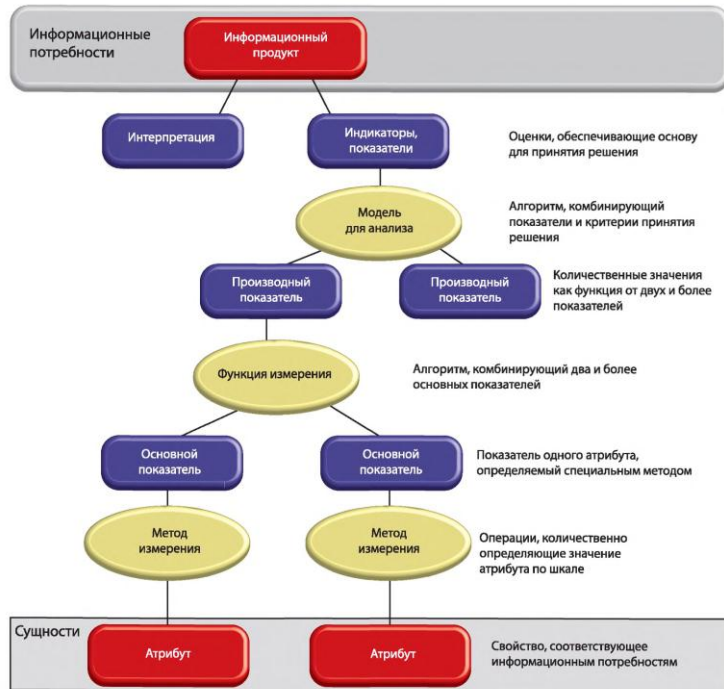 Информационные
потребности
Информационный
продукт
Интерпретация
Индикаторы,
показатели
Оценки, обеспечивающие основу
для принятия решения
Модель
для анализа
Алгоритм, комбинирующий
показатели и критерии принятия
решения
Производный
показатель
Производный
показатель
Количественные значения
как функция от двух и более
показателей
Функция измерения
Алгоритм, комбинирующий два и более
основных показателей
Основной
показатель
Основной
показатель
Показатель одного атрибута,
определяемый специальным методом
Метод
измерения
Метод
измерения
Операции, количественно
определяющие значение
атрибута по шкале
Сущности
Атрибут
Атрибут
Свойство, соответствующее
информационным потребностям